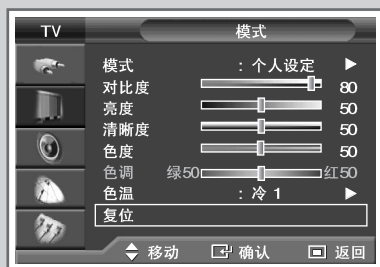 TV 模式
模式 : 个人设定
对比度 80
亮度 50
清晰度 50
色度 50
色调 绿50 红50
色温 : 冷 1
复位
移动 确认 返回